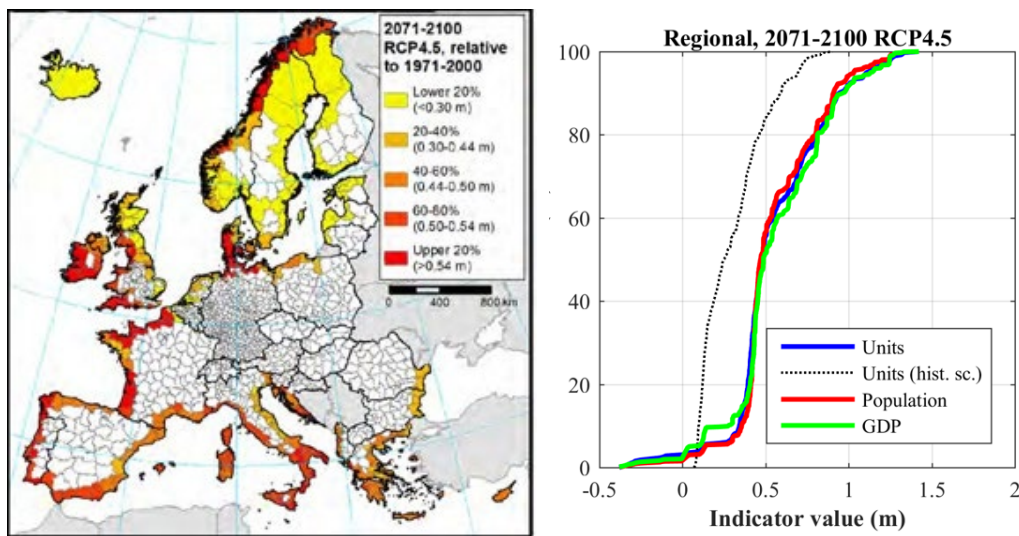 2071-2100
RCP4.5, relative
to 1971-2000
Lower 20%
(<0.30 m)
20-40%
(0.30-0.44 m)
40-60%
(0.44-0.50 m)
60-80%
(0.50-0.54 m)
Upper 20%
(>0.54 m)
0 400 800 km
Regional, 2071-2100 RCP4.5
100
80
60
40
20
0
Units
Units (hist. sc.)
Population
GDP
-0.5 0 0.5 1 1.5 2
Indicator value (m)